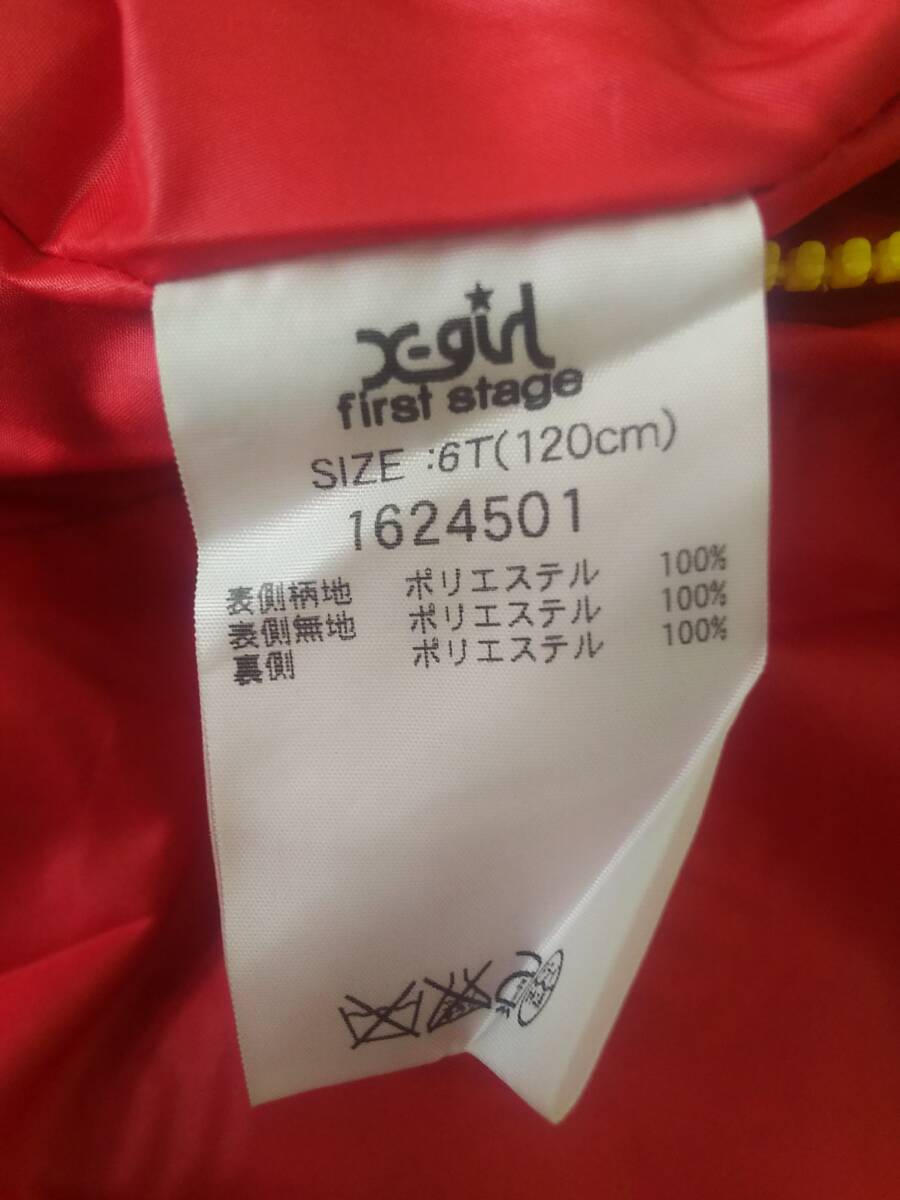 X-girl
first stage
SIZE :6T(120cm)
1624501
表側柄地 ポリエステル 100%
表側無地 ポリエステル 100%
裏側 ポリエステル 100%